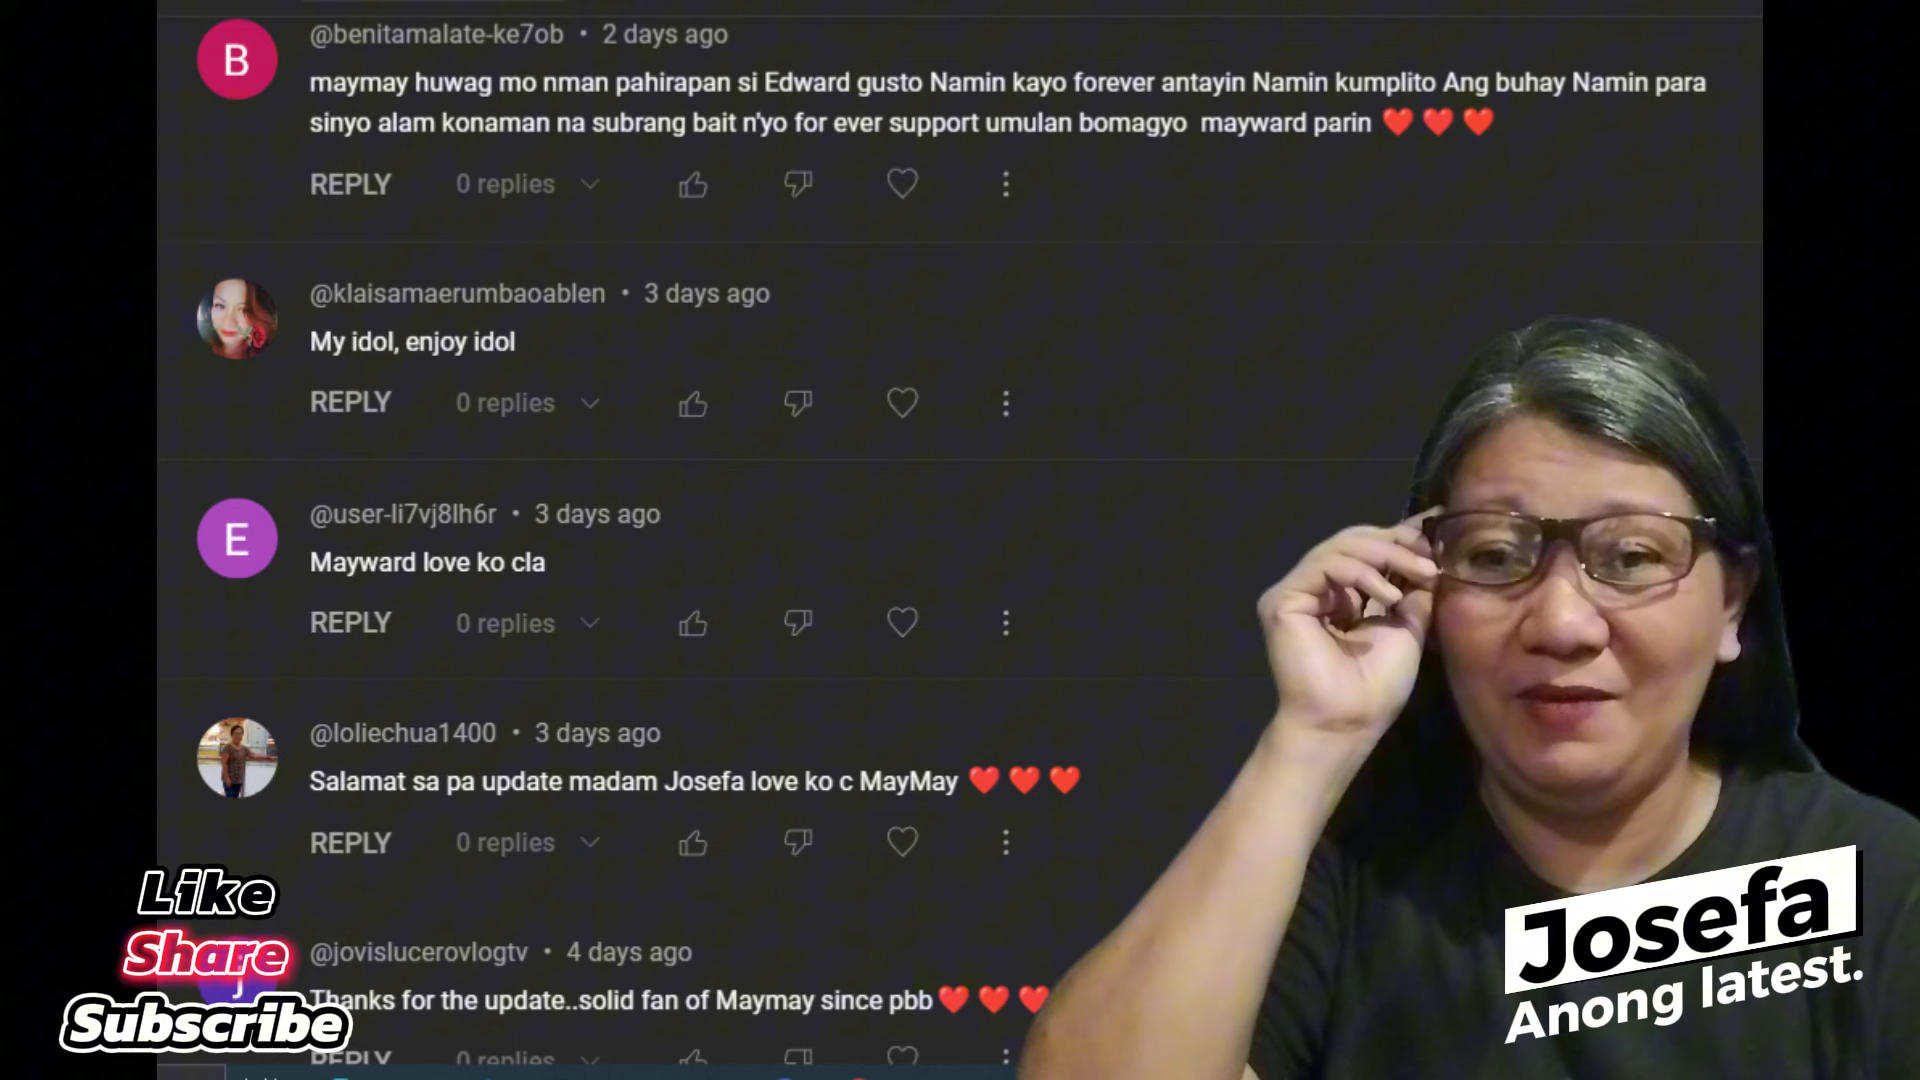 B
@benitamalate-ke7ob • 2 days ago
maymay huwag mo nman pahirapan si Edward gusto Namin kayo forever antayin Namin kumplito Ang buhay Namin para
sinyo alam konaman na subrang bait n'yo for ever support umulan bomagyo mayward parin ❤️ ❤️ ❤️
REPLY 0 replies
@klaisamaerumbaoablen • 3 days ago
My idol, enjoy idol
REPLY 0 replies
E
@user-li7vj8lh6r • 3 days ago
Mayward love ko cla
REPLY 0 replies
@loliechua1400 • 3 days ago
Salamat sa pa update madam Josefa love ko c MayMay ❤️ ❤️ ❤️
REPLY 0 replies
@jovislucerovlogtv • 4 days ago
Thanks for the update..solid fan of Maymay since pbb ❤️ ❤️ ❤️
REPLY 0 replies
Like
Share
Subscribe
Josefa
Anong latest.